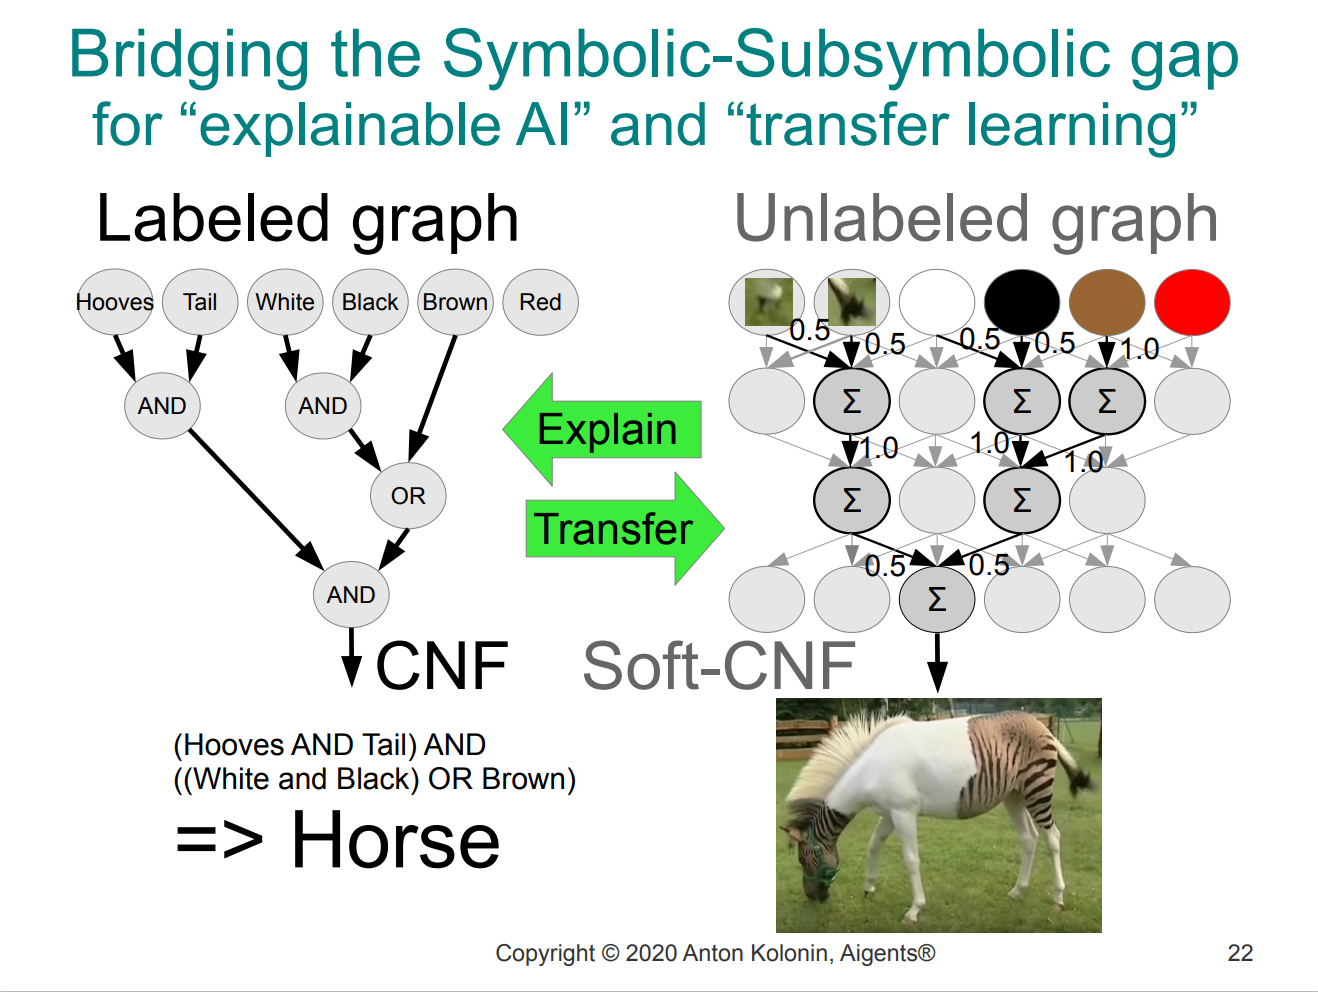 Bridging the Symbolic-Subsymbolic gap
for “explainable AI” and “transfer learning”
Labeled graph
Unlabeled graph
Hooves
Tail
White
Black
Brown
Red
0.5
0.5
0.5
0.5
1.0
AND
AND
Σ
Σ
Σ
Explain
1.0
1.0
1.0
OR
Σ
Σ
Transfer
0.5
0.5
AND
Σ
CNF
Soft-CNF
(Hooves AND Tail) AND
((White and Black) OR Brown)
=> Horse
Copyright © 2020 Anton Kolonin, Aigents®
22